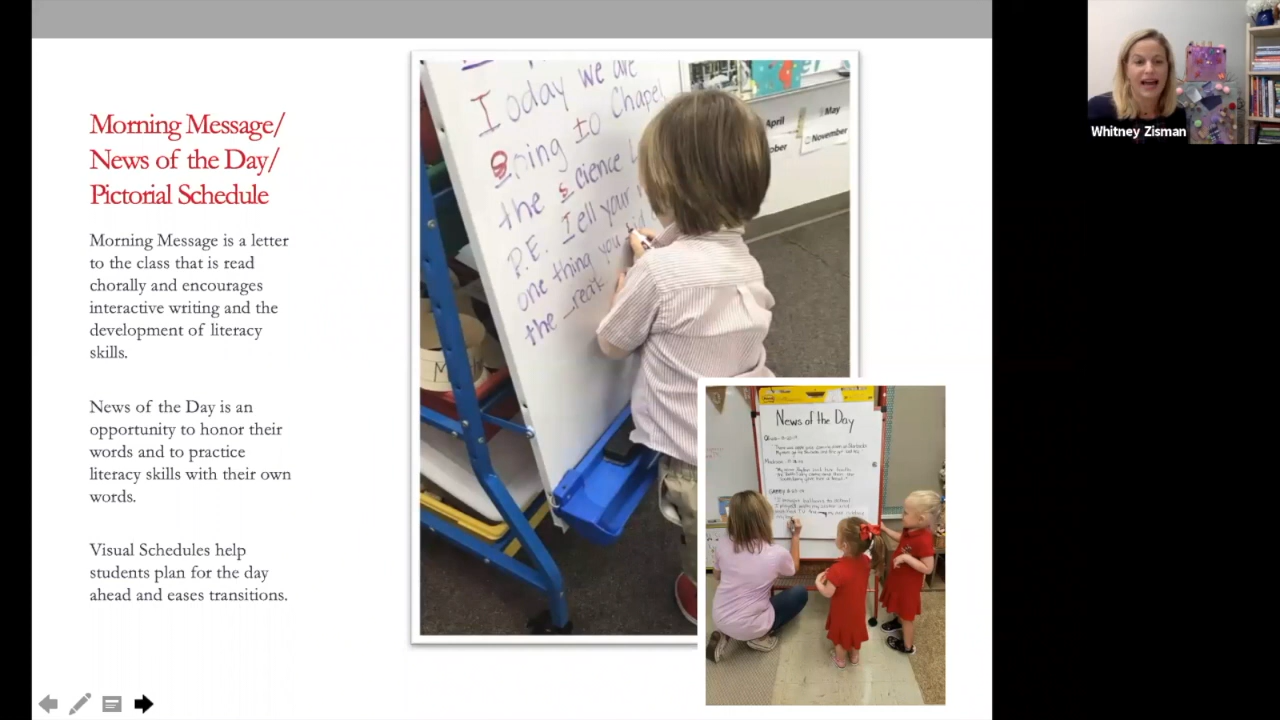 Morning Message/
News of the Day/
Pictorial Schedule
Morning Message is a letter
to the class that is read
chorally and encourages
interactive writing and the
development of literacy
skills.
News of the Day is an
opportunity to honor their
words and to practice
literacy skills with their own
words.
Visual Schedules help
students plan for the day
ahead and eases transitions.
Today we are
going to Chapel
the science
P.E. Tell your
one thing you
the _reak
April
May
November
News of the Day
Whitney Zisman